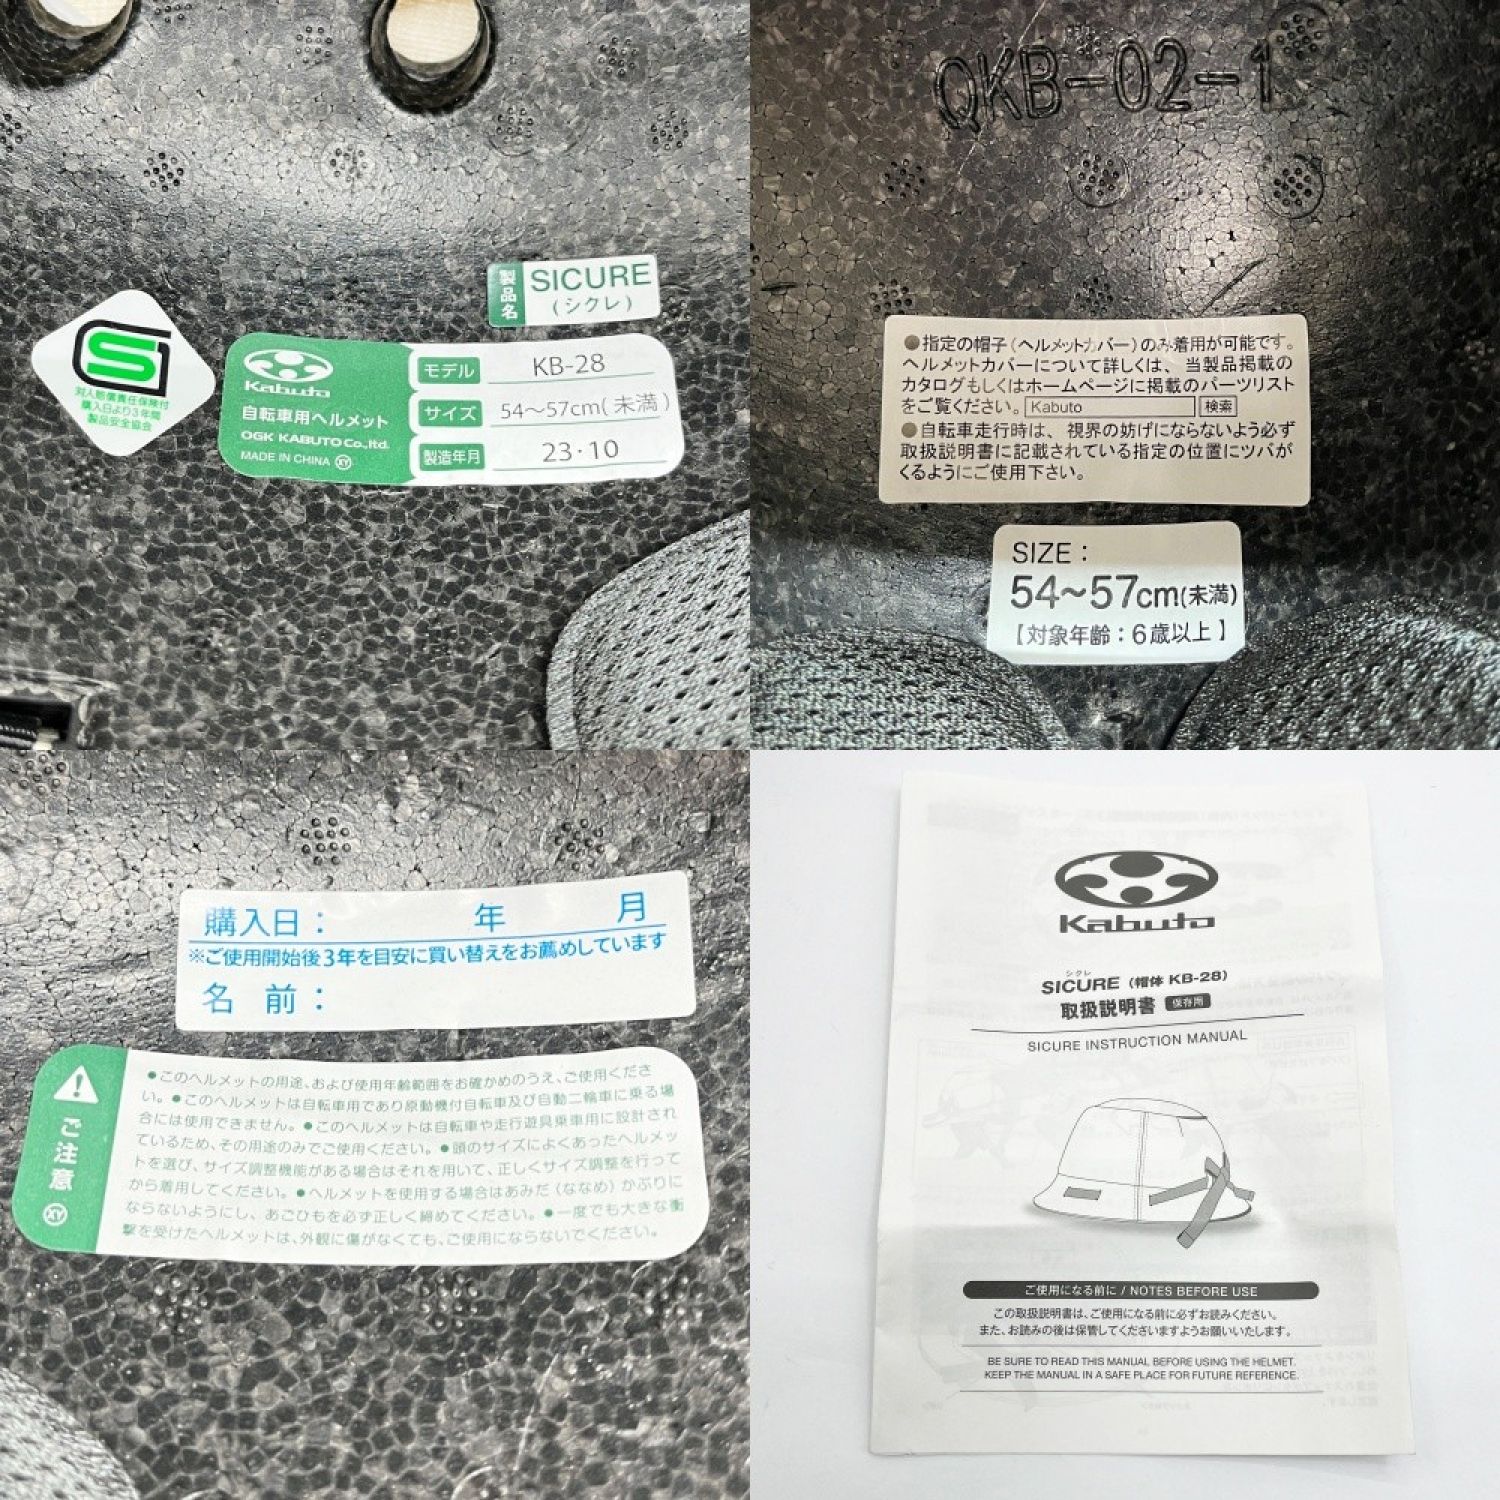 製品名
SICURE
(シクレ)
S
対人賠償責任保険付
購入日より3年間
製品安全協会
Kabuto
自転車用ヘルメット
OGK KABUTO Co.,ltd.
MADE IN CHINA XY
モデル KB-28
サイズ 54～57cm(未満)
製造年月 23・10
QKB-02-1
●指定の帽子(ヘルメットカバー)のみ着用が可能です。
ヘルメットカバーについて詳しくは、当製品掲載の
カタログもしくはホームページに掲載のパーツリスト
をご覧ください。 Kabuto 検索
●自転車走行時は、視界の妨げにならないよう必ず
取扱説明書に記載されている指定の位置にツバが
くるようにご使用下さい。
SIZE：
54～57cm(未満)
【対象年齢：6歳以上】
購入日： 年 月
※ご使用開始後3年を目安に買い替えをお薦めしています
名 前：
ご注意
XY
●このヘルメットの用途、および使用年齢範囲をお確かめのうえ、ご使用くださ
い。●このヘルメットは自転車用であり原動機付自転車及び自動二輪車に乗る場
合には使用できません。●このヘルメットは自転車や走行遊具乗車用に設計され
ているため、その用途のみでご使用ください。●頭のサイズによくあったヘルメッ
トを選び、サイズ調整機能がある場合はそれを用いて、正しくサイズ調整を行って
から着用してください。●ヘルメットを使用する場合はあみだ(ななめ)かぶりに
ならないようにし、あごひもを必ず正しく締めてください。●一度でも大きな衝
撃を受けたヘルメットは、外観に傷がなくても、ご使用にならないでください。
Kabuto
シクレ
SICURE (帽体 KB-28)
取扱説明書 保存用
SICURE INSTRUCTION MANUAL
ご使用になる前に / NOTES BEFORE USE
この取扱説明書は、ご使用になる前に必ずお読みください。
また、お読みの後は保管してくださいますようお願いいたします。
BE SURE TO READ THIS MANUAL BEFORE USING THE HELMET.
KEEP THE MANUAL IN A SAFE PLACE FOR FUTURE REFERENCE.